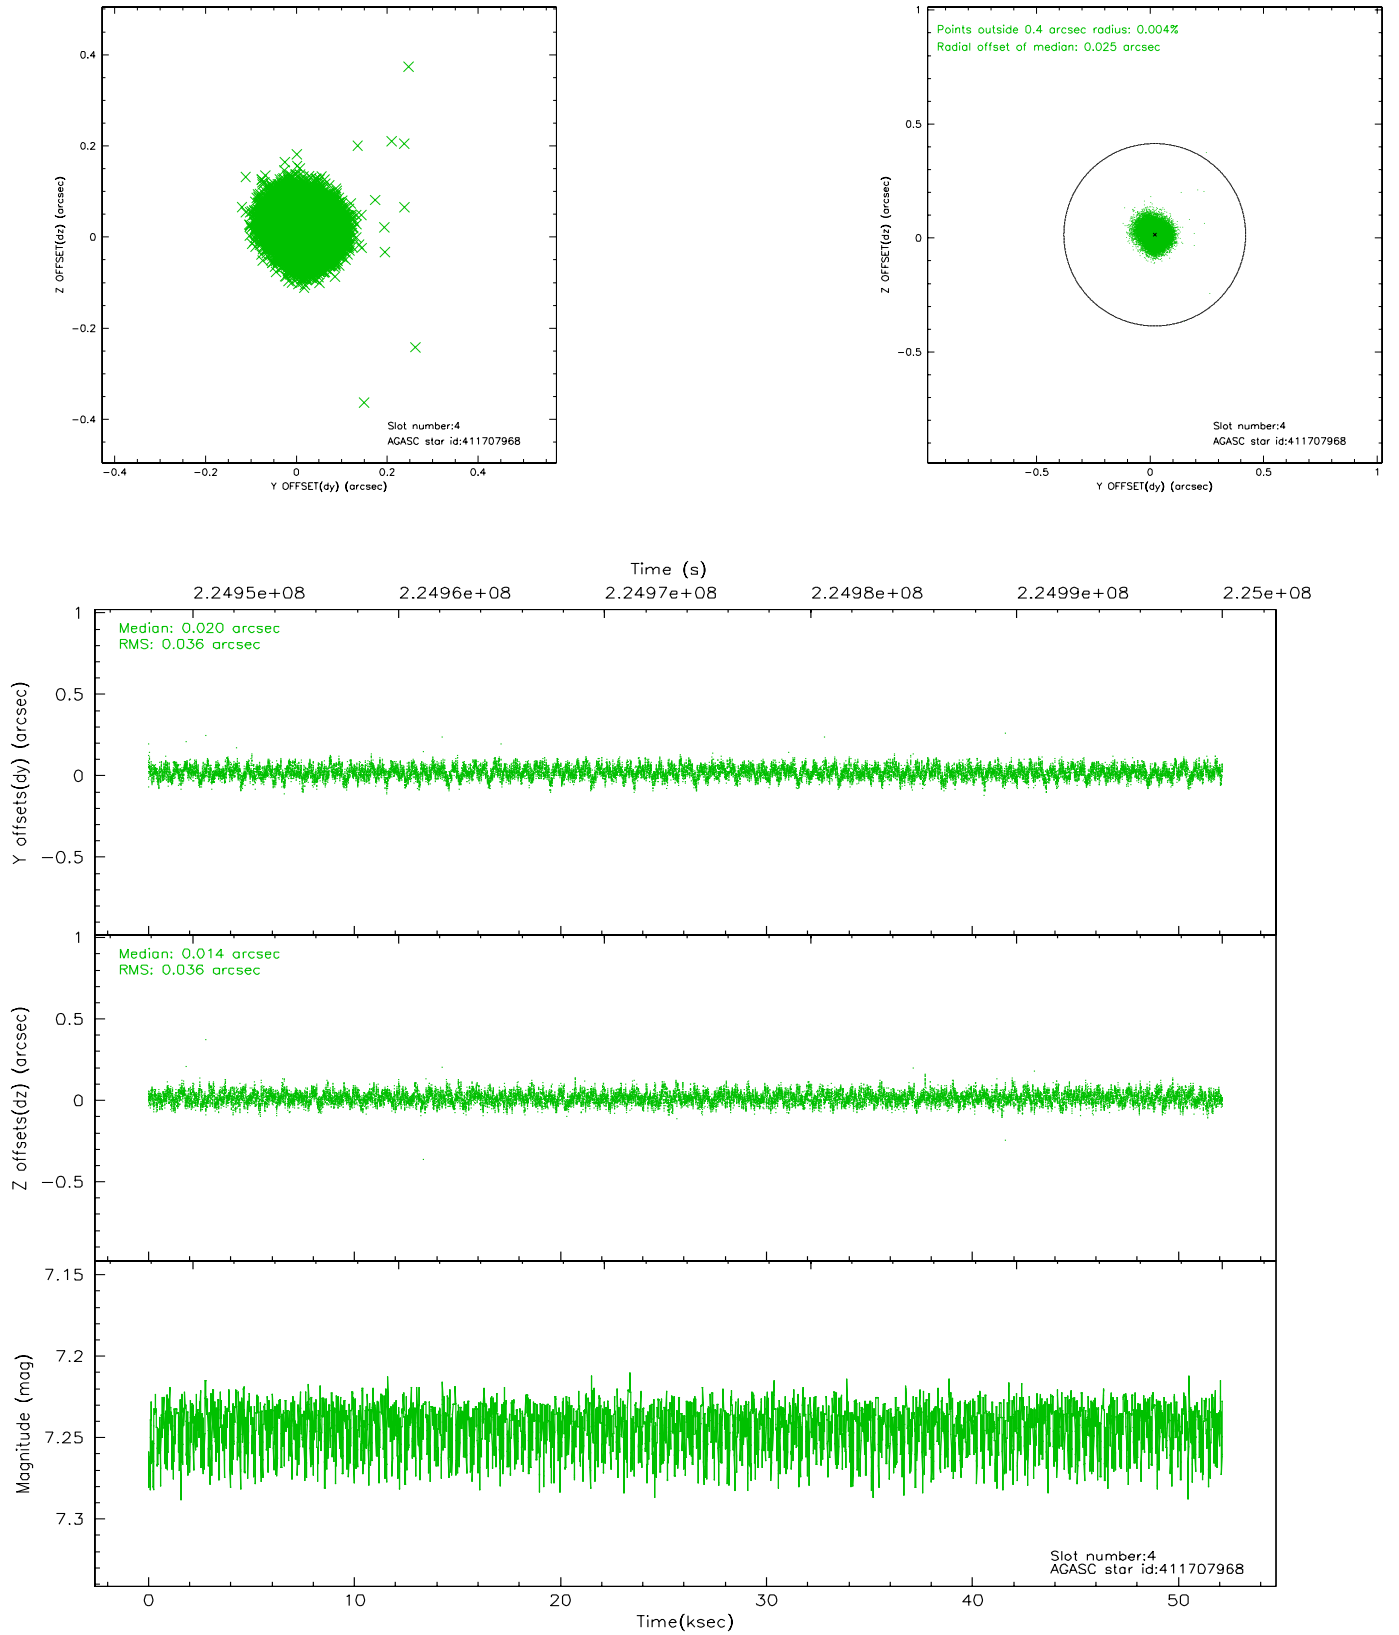 0.4
0.2
0
−0.2
−0.4
Z OFFSET(dz) (arcsec)
Slot number:4
AGASC star id:411707968
−0.4 −0.2 0 0.2 0.4
Y OFFSET(dy) (arcsec)
1
0.5
0
−0.5
Z OFFSET(dz) (arcsec)
Points outside 0.4 arcsec radius: 0.004%
Radial offset of median: 0.025 arcsec
Slot number:4
AGASC star id:411707968
−0.5 0 0.5 1
Y OFFSET(dy) (arcsec)
Time (s)
2.2495e+08 2.2496e+08 2.2497e+08 2.2498e+08 2.2499e+08 2.25e+08
1
0.5
0
−0.5
Y offsets(dy) (arcsec)
Median: 0.020 arcsec
RMS: 0.036 arcsec
1
0.5
0
−0.5
Z offsets(dz) (arcsec)
Median: 0.014 arcsec
RMS: 0.036 arcsec
7.15
7.2
7.25
7.3
Magnitude (mag)
Slot number:4
AGASC star id:411707968
0 10 20 30 40 50
Time(ksec)